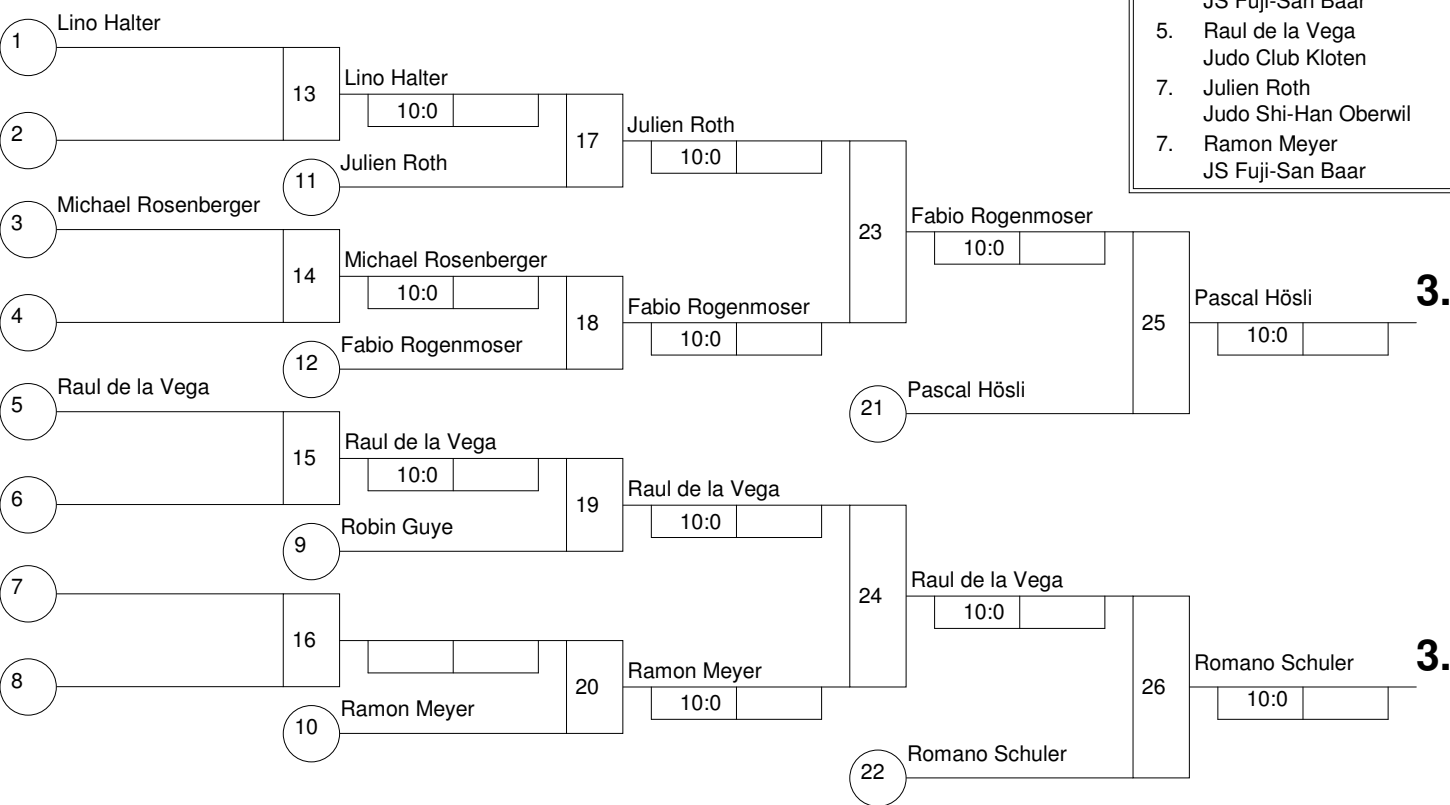 JS Fuji-San Baar
5. Raul de la Vega
Judo Club Kloten
7. Julien Roth
Judo Shi-Han Oberwil
7. Ramon Meyer
JS Fuji-San Baar
1 Lino Halter
13 Lino Halter
10:0
2
17 Julien Roth
10:0
11 Julien Roth
3 Michael Rosenberger
23 Fabio Rogenmoser
10:0
14 Michael Rosenberger
10:0
4
18 Fabio Rogenmoser
10:0
12 Fabio Rogenmoser
25 Pascal Hösli 3.
10:0
5 Raul de la Vega
21 Pascal Hösli
15 Raul de la Vega
10:0
6
19 Raul de la Vega
10:0
9 Robin Guye
7
24 Raul de la Vega
10:0
16
8
20 Ramon Meyer
10:0
10 Ramon Meyer
26 Romano Schuler 3.
10:0
22 Romano Schuler